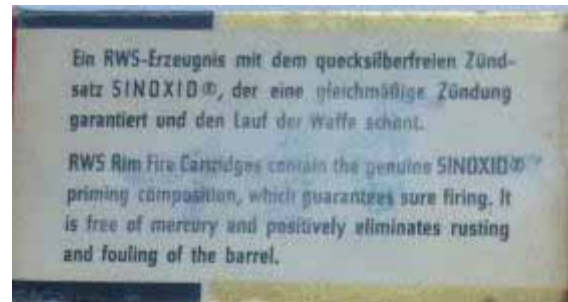 Ein RWS-Erzeugnis mit dem quecksilberfreien Zünd-
satz SINOXID®, der eine gleichmäßige Zündung
garantiert und den Lauf der Waffe schont.
RWS Rim Fire Cartridges contain the genuine SINOXID®
priming composition, which guarantees sure firing. It
is free of mercury and positively eliminates rusting
and fouling of the barrel.